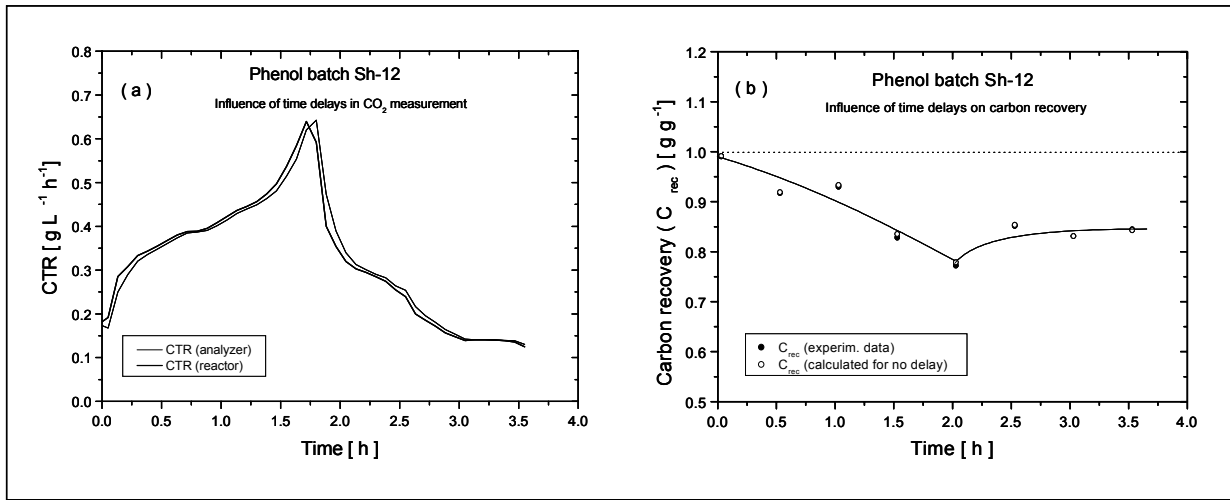 ( a )
Phenol batch Sh-12
Influence of time delays in CO2 measurement
CTR [ g L-1 h-1 ]
0.8
0.7
0.6
0.5
0.4
0.3
0.2
0.1
0.0
CTR (analyzer)
CTR (reactor)
0.0 0.5 1.0 1.5 2.0 2.5 3.0 3.5 4.0
Time [ h ]
( b )
Phenol batch Sh-12
Influence of time delays on carbon recovery
Carbon recovery ( C rec ) [ g g-1 ]
1.2
1.1
1.0
0.9
0.8
0.7
0.6
0.5
Crec (experim. data)
Crec (calculated for no delay)
0.0 0.5 1.0 1.5 2.0 2.5 3.0 3.5 4.0
Time [ h ]